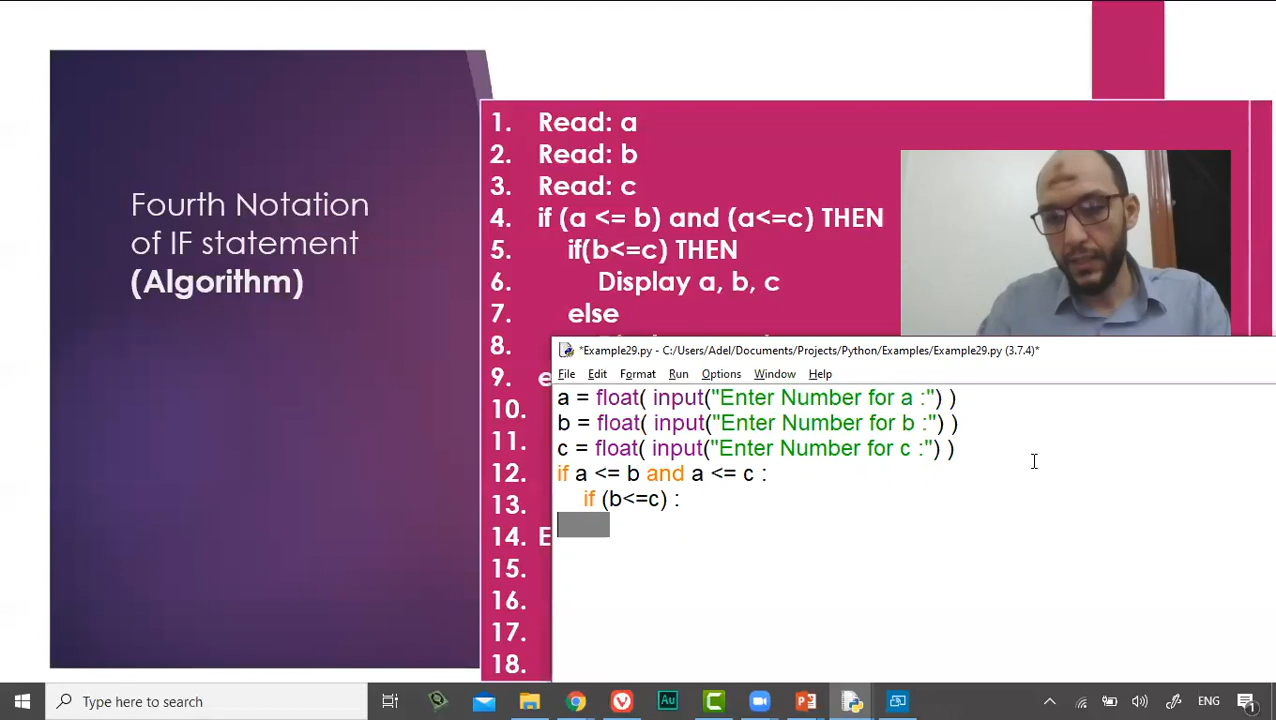 Fourth Notation
of IF statement
(Algorithm)
1. Read: a
2. Read: b
3. Read: c
4. if (a <= b) and (a<=c) THEN
5. if(b<=c) THEN
6. Display a, b, c
7. else
8.
9. e
10.
11.
12.
13.
14. E
15.
16.
17.
18.
*Example29.py - C:/Users/Adel/Documents/Projects/Python/Examples/Example29.py (3.7.4)*
File Edit Format Run Options Window Help
a = float( input("Enter Number for a :") )
b = float( input("Enter Number for b :") )
c = float( input("Enter Number for c :") )
if a <= b and a <= c :
if (b<=c) :
Type here to search
Au
ENG
1